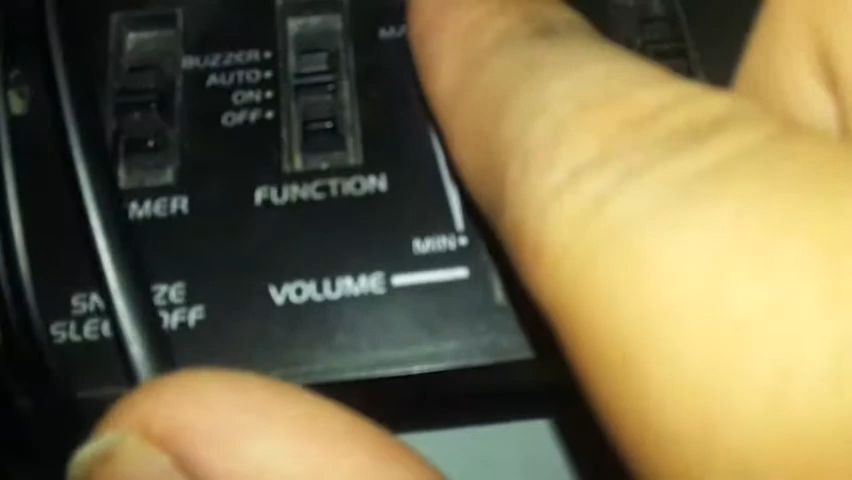 BUZZER
AUTO
ON
OFF
MER
FUNCTION
MIN
VOLUME